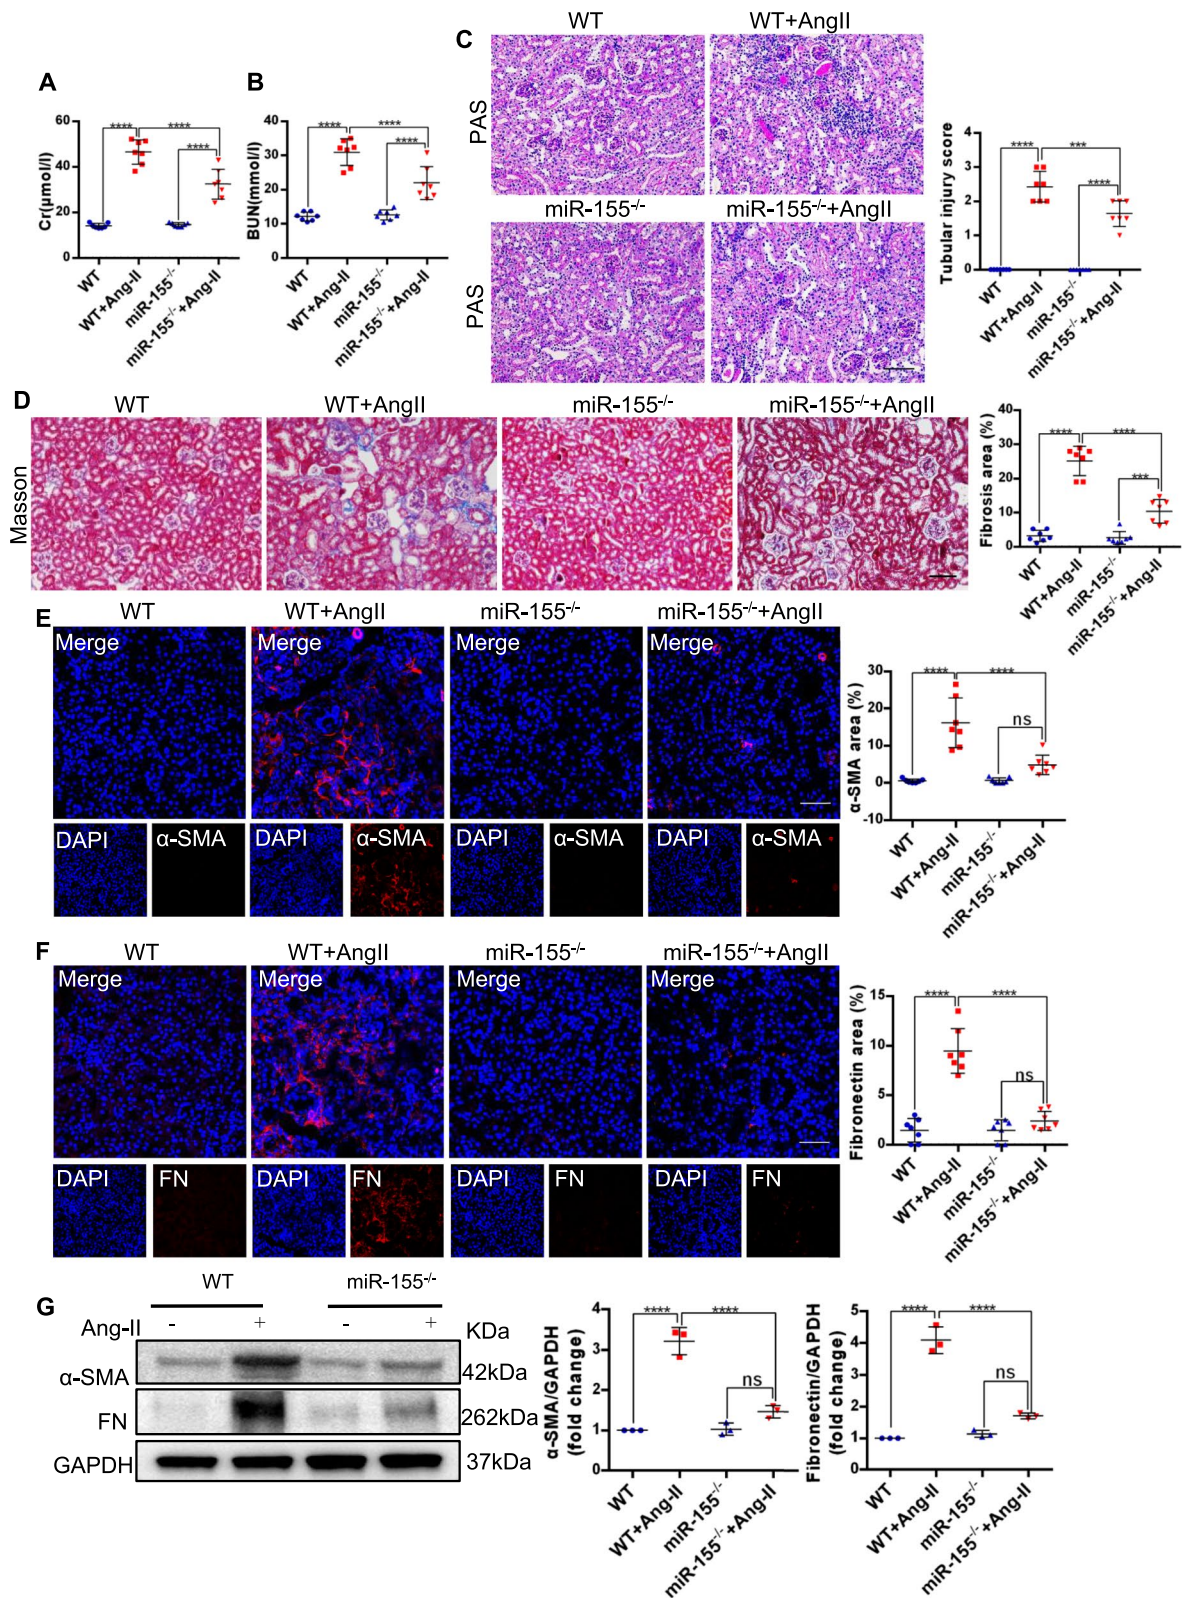 A
Cr(μmol/l)
60
40
20
0
**** ****
****
WT
WT+Ang-II
miR-155-/-
miR-155-/-+Ang-II
B
BUN(mmol/l)
40
30
20
10
0
**** ****
****
WT
WT+Ang-II
miR-155-/-
miR-155-/-+Ang-II
C
WT WT+AngII
PAS
miR-155-/- miR-155-/-+AngII
PAS
Tubular injury score
4
3
2
1
0
**** ***
****
WT
WT+Ang-II
miR-155-/-
miR-155-/-+Ang-II
D
WT WT+AngII miR-155-/- miR-155-/-+AngII
Masson
Fibrosis area (%)
40
30
20
10
0
**** ****
***
WT
WT+Ang-II
miR-155-/-
miR-155-/-+Ang-II
E
WT WT+AngII miR-155-/- miR-155-/-+AngII
Merge Merge Merge Merge
DAPI α-SMA DAPI α-SMA DAPI α-SMA DAPI α-SMA
α-SMA area (%)
30
20
10
0
-10
**** ****
ns
WT
WT+Ang-II
miR-155-/-
miR-155-/-+Ang-II
F
WT WT+AngII miR-155-/- miR-155-/-+AngII
Merge Merge Merge Merge
DAPI FN DAPI FN DAPI FN DAPI FN
Fibronectin area (%)
15
10
5
0
**** ****
ns
WT
WT+Ang-II
miR-155-/-
miR-155-/-+Ang-II
G
WT miR-155-/-
Ang-II - + - + KDa
α-SMA 42kDa
FN 262kDa
GAPDH 37kDa
α-SMA/GAPDH
(fold change)
4
3
2
1
0
**** ****
ns
WT
WT+Ang-II
miR-155-/-
miR-155-/-+Ang-II
Fibronectin/GAPDH
(fold change)
5
4
3
2
1
0
**** ****
ns
WT
WT+Ang-II
miR-155-/-
miR-155-/-+Ang-II